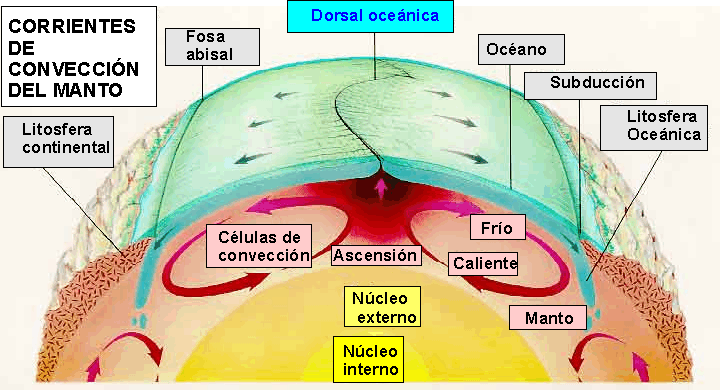 CORRIENTES
DE
CONVECCIÓN
DEL MANTO
Fosa
abisal
Dorsal oceánica
Océano
Subducción
Litosfera
Oceánica
Litosfera
continental
Células de
convección
Ascensión
Frío
Caliente
Manto
Núcleo
externo
Núcleo
interno